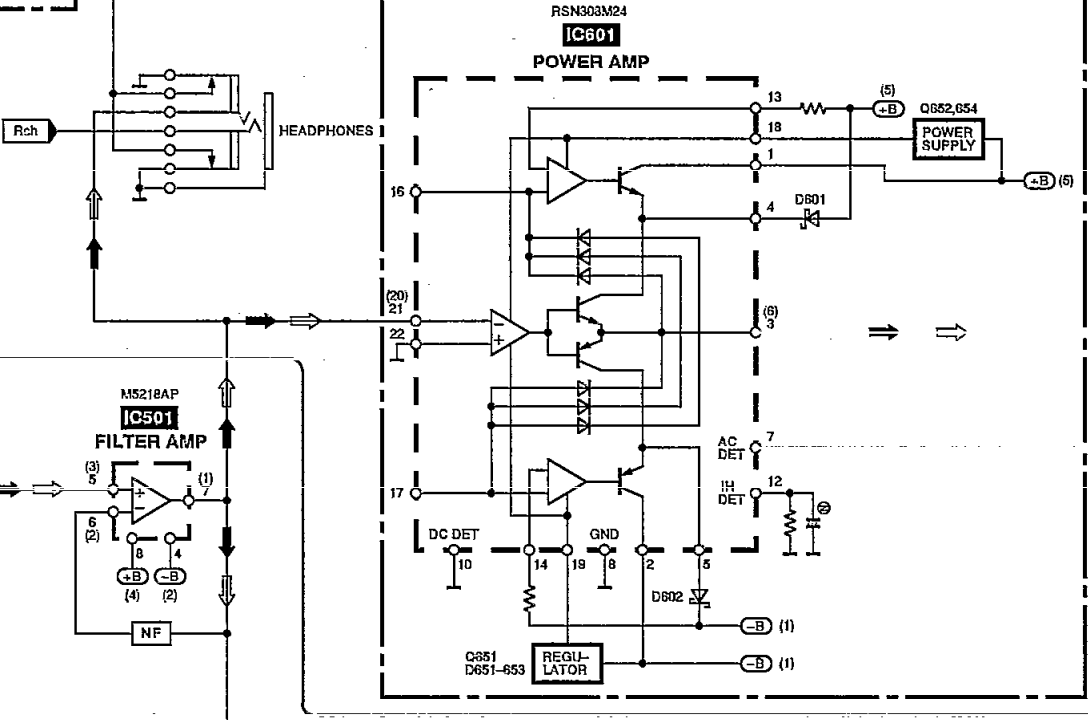 RSN308M24
IC601
POWER AMP
13
(5)
+B
Q652,654
18
POWER
SUPPLY
1
+B (5)
Rch
HEADPHONES
16
4
D601
(20)
21
22
(6)
3
M5218AP
IC501
FILTER AMP
AC
DET
7
(3)
5
(1)
7
17
IH
DET
12
6
(2)
8
4
DC DET
GND
10
14
19
8
2
5
+B
-B
(4)
(2)
D602
-B (1)
NF
Q651
D651-653
REGU-
LATOR
-B (1)